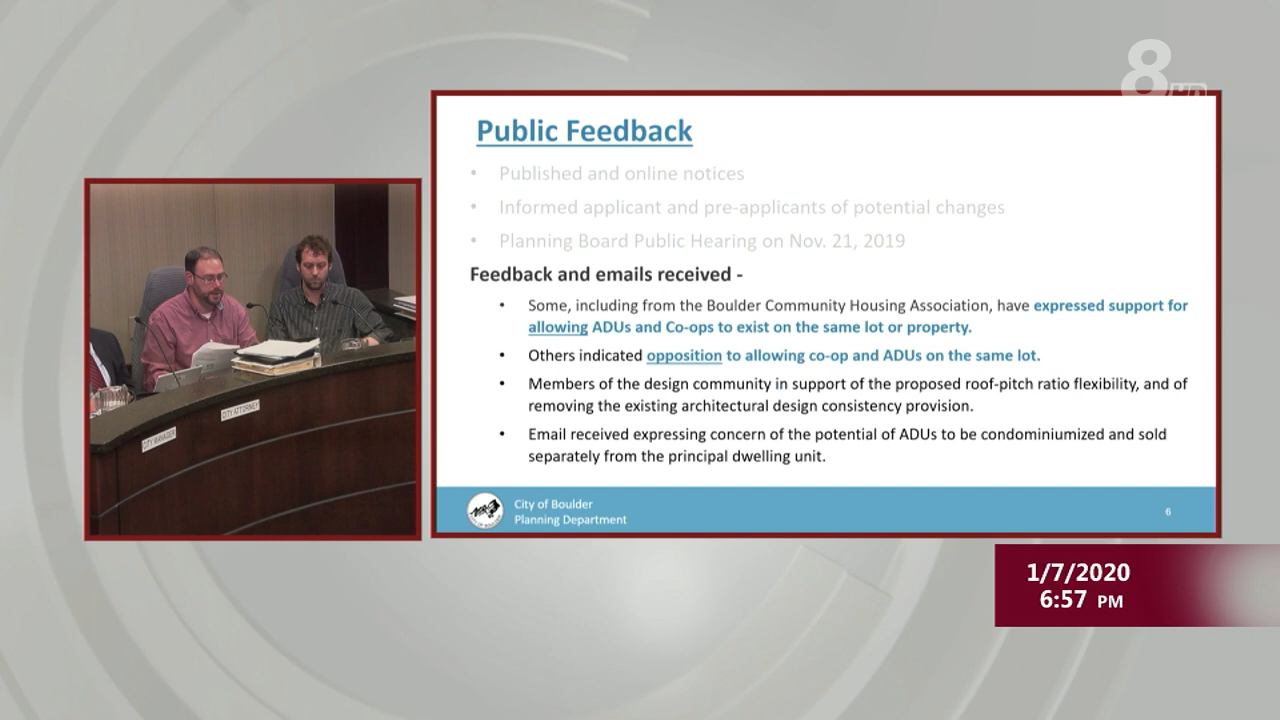 8
HD
Public Feedback
• Published and online notices
• Informed applicant and pre-applicants of potential changes
• Planning Board Public Hearing on Nov. 21, 2019
Feedback and emails received -
• Some, including from the Boulder Community Housing Association, have expressed support for
allowing ADUs and Co-ops to exist on the same lot or property.
• Others indicated opposition to allowing co-op and ADUs on the same lot.
• Members of the design community in support of the proposed roof-pitch ratio flexibility, and of
removing the existing architectural design consistency provision.
• Email received expressing concern of the potential of ADUs to be condominiumized and sold
separately from the principal dwelling unit.
City of Boulder
Planning Department
6
CITY MANAGER
CITY ATTORNEY
1/7/2020
6:57 PM